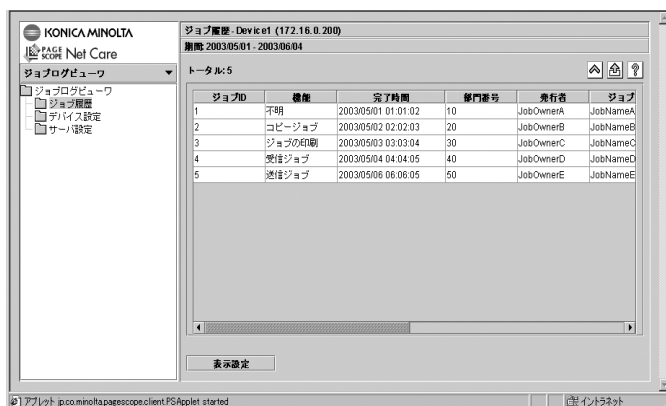 KONICA MINOLTA
PAGE SCOPE Net Care
ジョブログビューワ
ジョブログビューワ
ジョブ履歴
デバイス設定
サーバ設定
ジョブ履歴 - Device1 (172.16.0.200)
期間: 2003/05/01 - 2003/06/04
トータル: 5
ジョブID 機能 完了時間 部門番号 発行者 ジョブ
1 不明 2003/05/01 01:01:02 10 JobOwnerA JobNameA
2 コピージョブ 2003/05/02 02:02:03 20 JobOwnerB JobNameB
3 ジョブの印刷 2003/05/03 03:03:04 30 JobOwnerC JobNameC
4 受信ジョブ 2003/05/04 04:04:05 40 JobOwnerD JobNameD
5 送信ジョブ 2003/05/06 06:06:05 50 JobOwnerE JobNameE
表示設定
アプレット jp.co.minolta.pagescope.client.PSApplet started
イントラネット